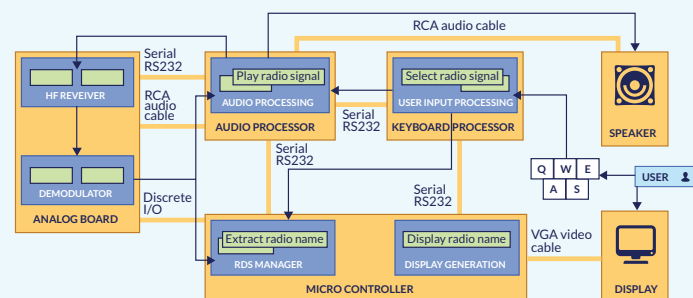 RCA audio cable
Serial
RS232
Play radio signal
AUDIO PROCESSING
AUDIO PROCESSOR
Select radio signal
USER INPUT PROCESSING
KEYBOARD PROCESSOR
SPEAKER
HF REVEIVER
RCA
audio
cable
Serial
RS232
Serial
RS232
DEMODULATOR
ANALOG BOARD
Discrete
I/O
Serial
RS232
Q W E
A S
USER
Extract radio name
RDS MANAGER
Display radio name
DISPLAY GENERATION
MICRO CONTROLLER
VGA video
cable
DISPLAY